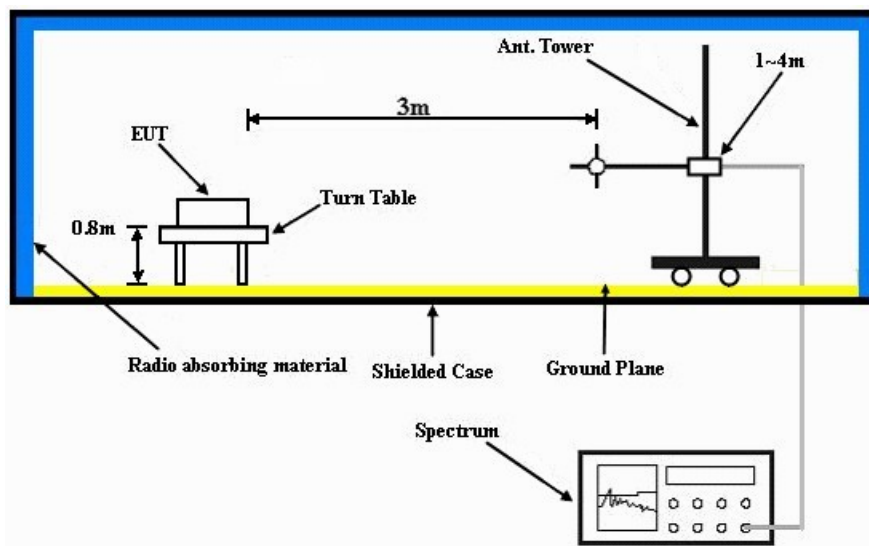 Ant. Tower
1~4m
3m
EUT
Turn Table
0.8m
Radio absorbing material
Shielded Case
Ground Plane
Spectrum